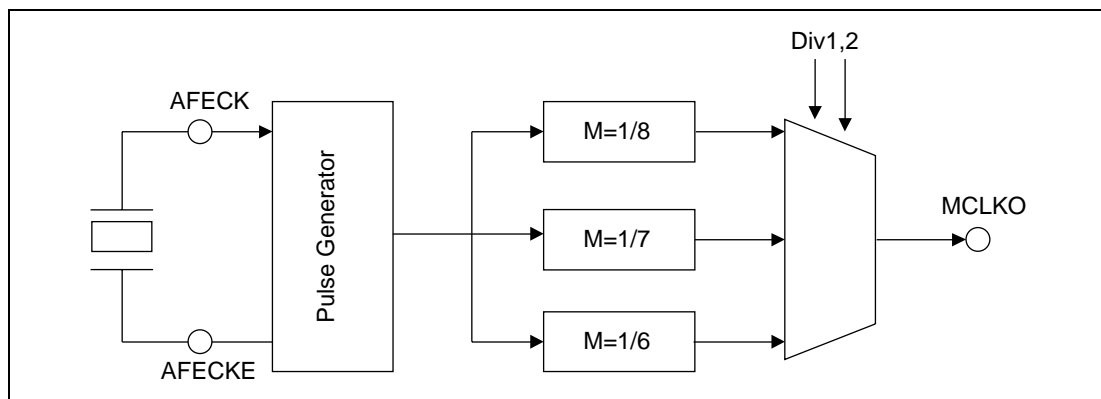 Div1,2
AFECK
Pulse Generator
M=1/8
M=1/7
M=1/6
MCLKO
AFECKE